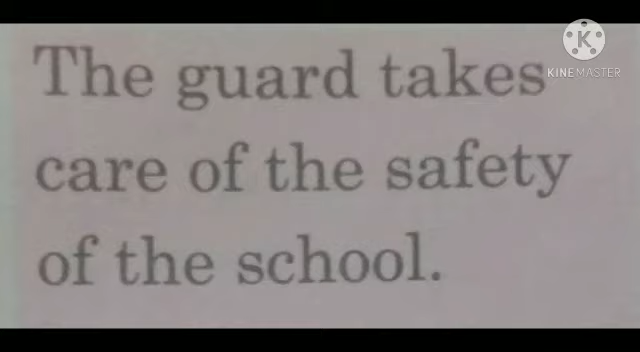 K
KINEMASTER
The guard takes
care of the safety
of the school.